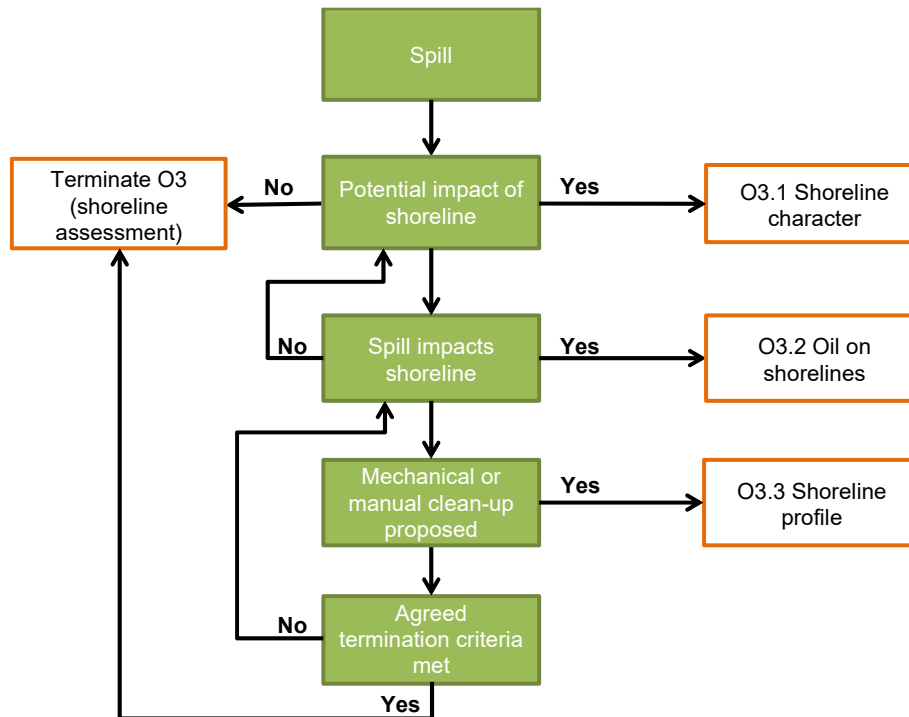 Spill
Terminate O3
(shoreline
assessment)
No
Potential impact of
shoreline
Yes
O3.1 Shoreline
character
No
Spill impacts
shoreline
Yes
O3.2 Oil on
shorelines
Mechanical or
manual clean-up
proposed
Yes
O3.3 Shoreline
profile
No
Agreed
termination criteria
met
Yes